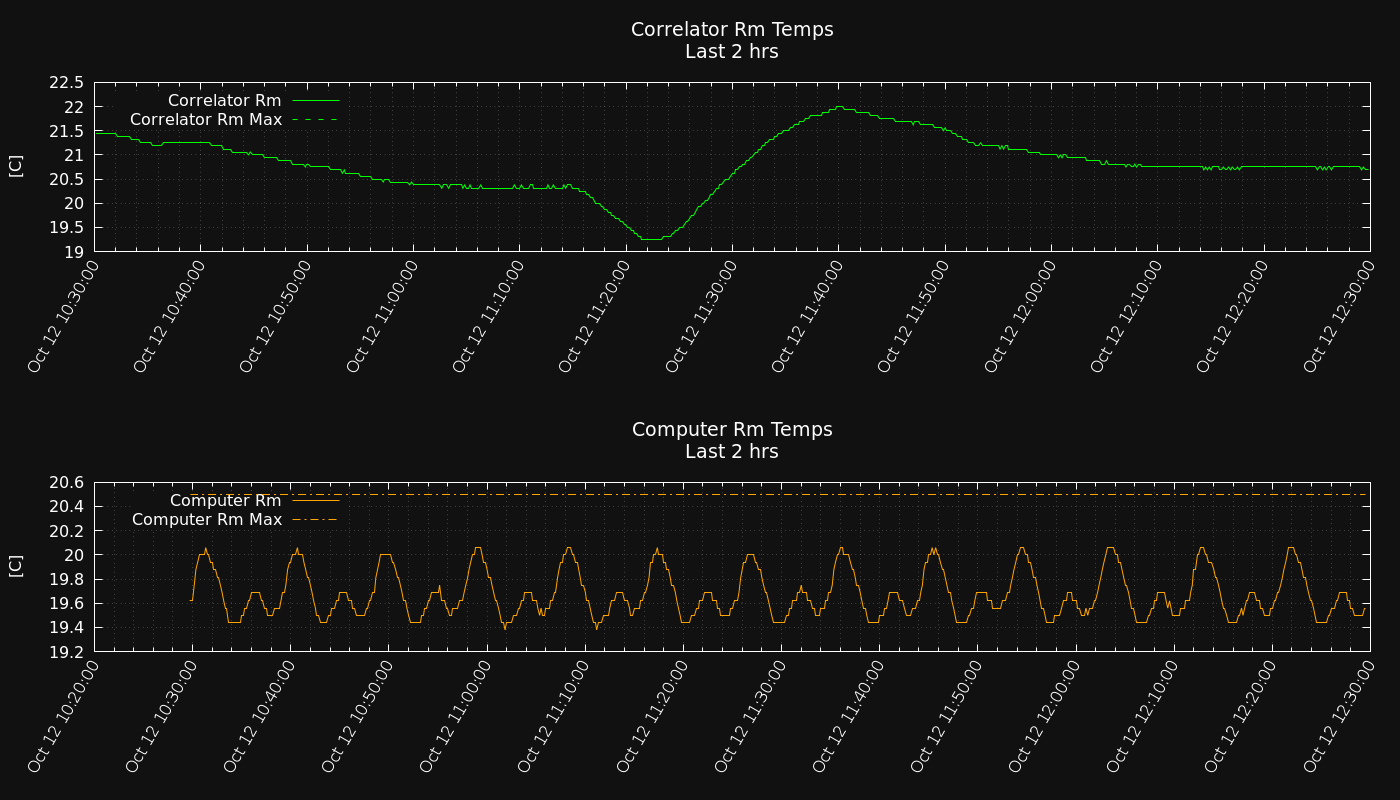 Correlator Rm Temps
Last 2 hrs
22.5
22
21.5
21
20.5
20
19.5
19
[C]
Correlator Rm
Correlator Rm Max
Oct 12 10:30:00
Oct 12 10:40:00
Oct 12 10:50:00
Oct 12 11:00:00
Oct 12 11:10:00
Oct 12 11:20:00
Oct 12 11:30:00
Oct 12 11:40:00
Oct 12 11:50:00
Oct 12 12:00:00
Oct 12 12:10:00
Oct 12 12:20:00
Oct 12 12:30:00
Computer Rm Temps
Last 2 hrs
20.6
20.4
20.2
20
19.8
19.6
19.4
19.2
[C]
Computer Rm
Computer Rm Max
Oct 12 10:20:00
Oct 12 10:30:00
Oct 12 10:40:00
Oct 12 10:50:00
Oct 12 11:00:00
Oct 12 11:10:00
Oct 12 11:20:00
Oct 12 11:30:00
Oct 12 11:40:00
Oct 12 11:50:00
Oct 12 12:00:00
Oct 12 12:10:00
Oct 12 12:20:00
Oct 12 12:30:00